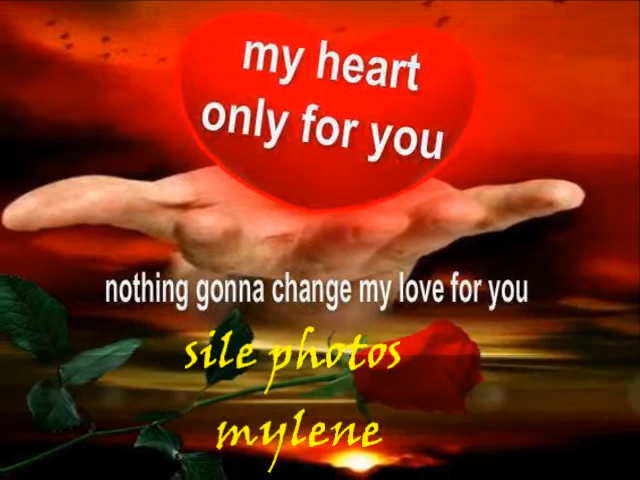 my heart
only for you
nothing gonna change my love for you
sile photos
mylene